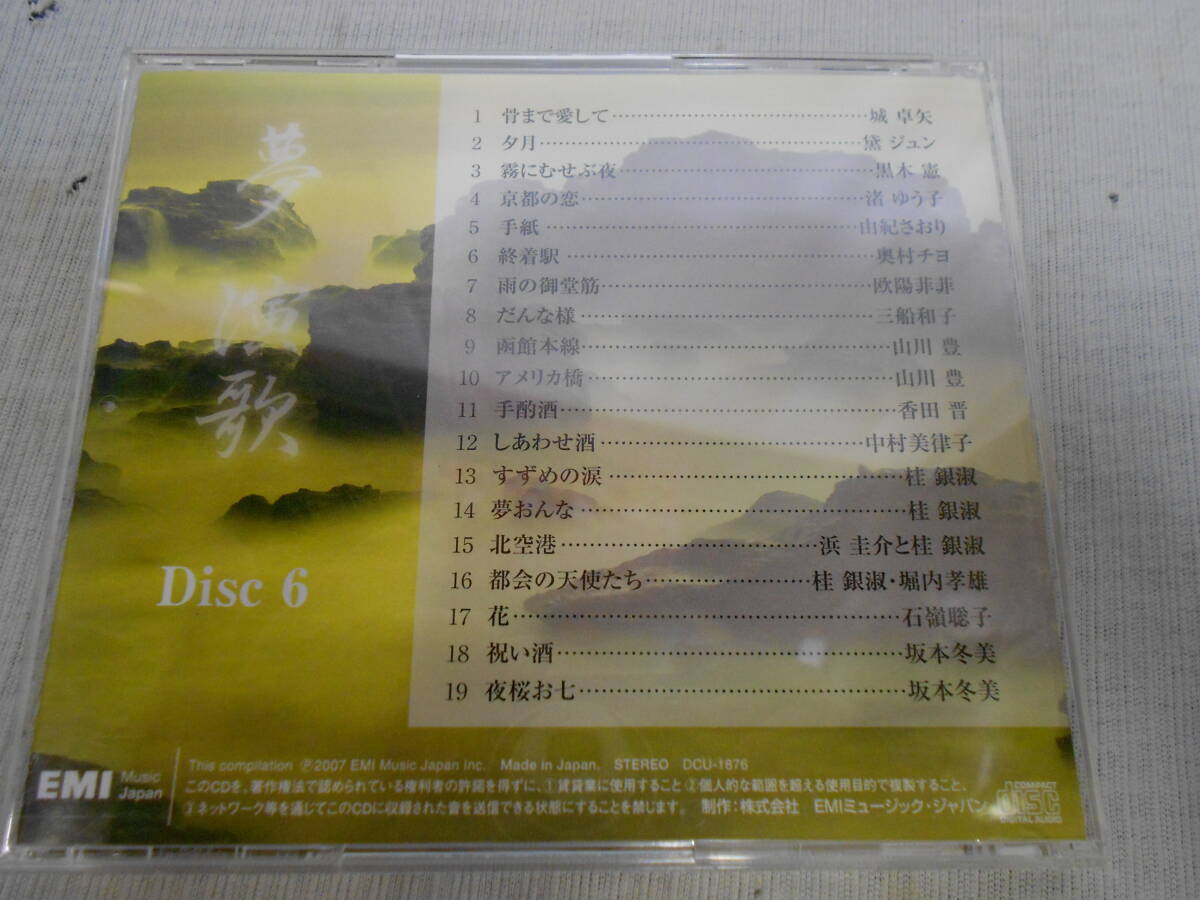 夢演歌
Disc 6
1 骨まで愛して……………………………城 卓矢
2 夕月……………………………………黛 ジュン
3 霧にむせぶ夜……………………………黒木 憲
4 京都の恋………………………………渚 ゆう子
5 手紙……………………………………由紀さおり
6 終着駅…………………………………奥村チヨ
7 雨の御堂筋………………………………欧陽菲菲
8 だんな様…………………………………三船和子
9 函館本線…………………………………山川 豊
10 アメリカ橋………………………………山川 豊
11 手酌酒……………………………………香田 晋
12 しあわせ酒……………………………中村美律子
13 すずめの涙………………………………桂 銀淑
14 夢おんな…………………………………桂 銀淑
15 北空港……………………………浜 圭介と桂 銀淑
16 都会の天使たち…………………桂 銀淑・堀内孝雄
17 花………………………………………石嶺聡子
18 祝い酒……………………………………坂本冬美
19 夜桜お七…………………………………坂本冬美
EMI Music Japan
This compilation ℗2007 EMI Music Japan Inc. Made in Japan. STEREO DCU-1876
このCDを、著作権法で認められている権利者の許諾を得ずに、①賃貸業に使用すること ②個人的な範囲を超える使用目的で複製すること、
③ネットワーク等を通じてこのCDに収録された音を送信できる状態にすることを禁じます。 制作:株式会社 EMIミュージック・ジャパン
COMPACT disc DIGITAL AUDIO